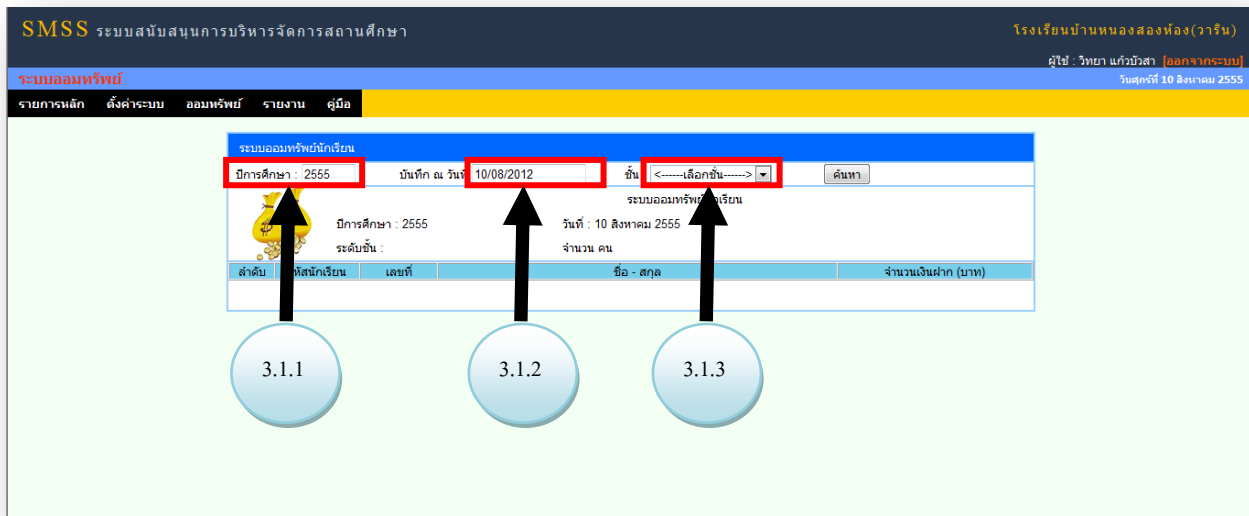 SMSS ระบบสนับสนุนการบริหารจัดการสถานศึกษา
โรงเรียนบ้านหนองสองห้อง(วาริน)
ผู้ใช้ : วิทยา แก้วบัวสา [ออกจากระบบ]
ระบบออมทรัพย์
วันศุกร์ที่ 10 สิงหาคม 2555
รายการหลัก ตั้งค่าระบบ ออมทรัพย์ รายงาน คู่มือ
ระบบออมทรัพย์นักเรียน
ปีการศึกษา : 2555 บันทึก ณ วันที่ 10/08/2012 ชั้น <------เลือกชั้น------> ค้นหา
ระบบออมทรัพย์นักเรียน
ปีการศึกษา : 2555 วันที่ : 10 สิงหาคม 2555
ระดับชั้น : จำนวน คน
ลำดับ รหัสนักเรียน เลขที่ ชื่อ - สกุล จำนวนเงินฝาก (บาท)
3.1.1 3.1.2 3.1.3